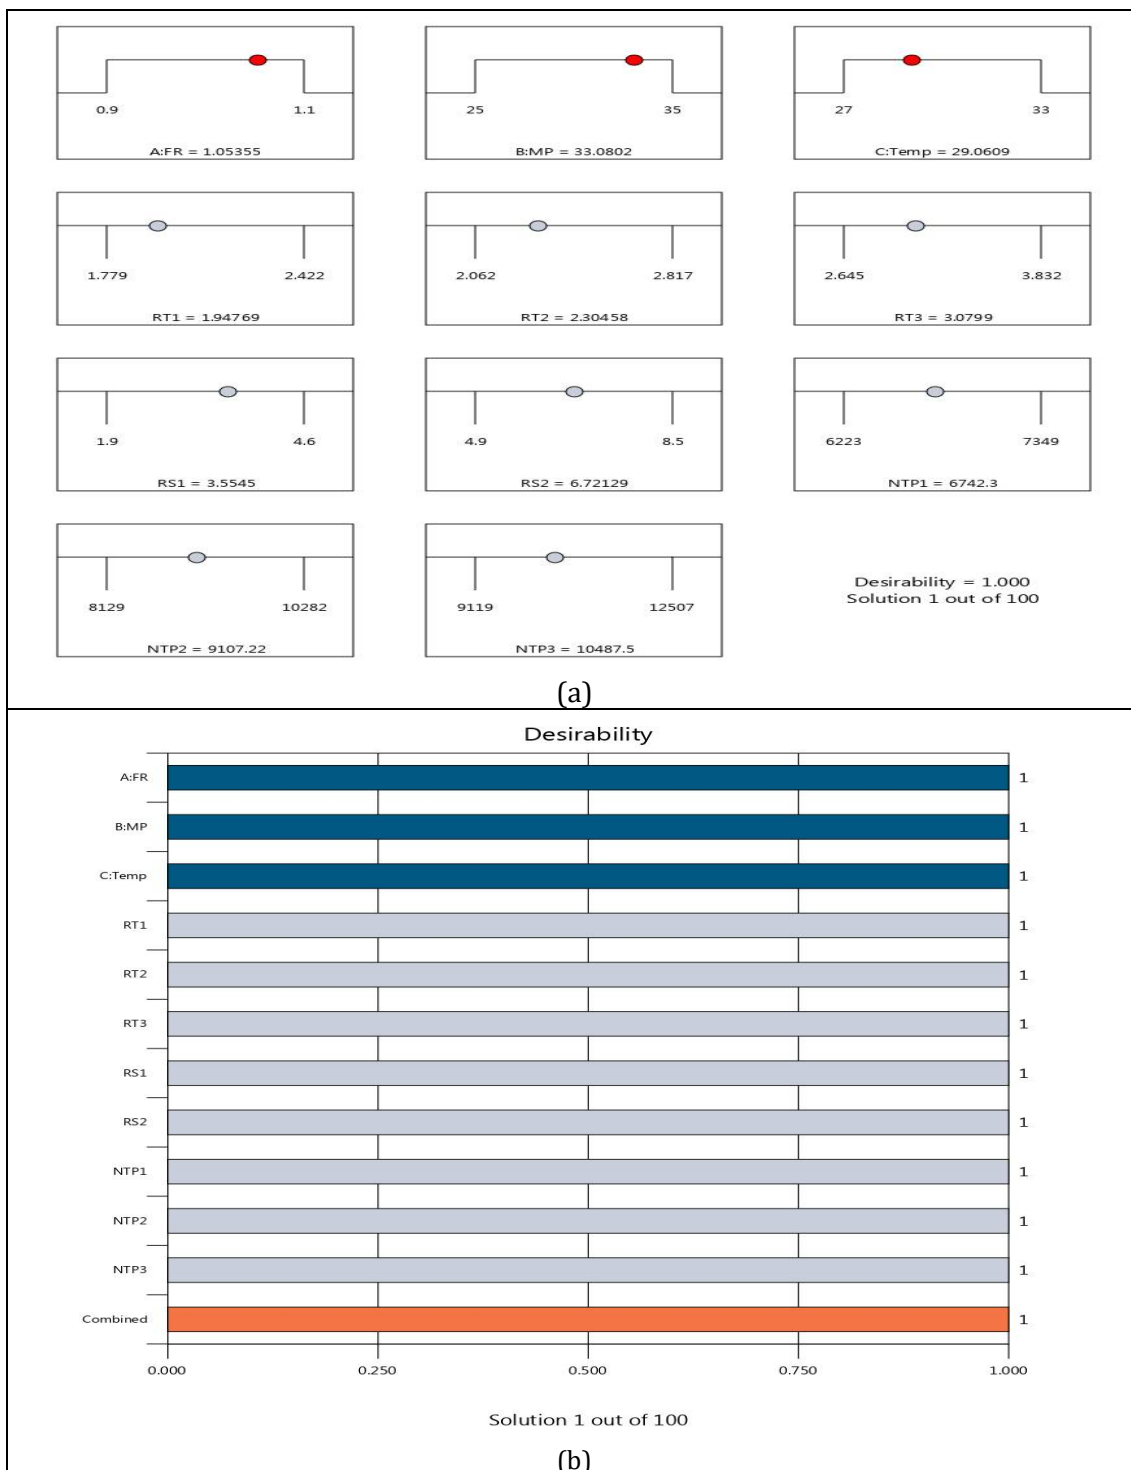 0.9 1.1
A:FR = 1.05355
25 35
B:MP = 33.0802
27 33
C:Temp = 29.0609
1.779 2.422
RT1 = 1.94769
2.062 2.817
RT2 = 2.30458
2.645 3.832
RT3 = 3.0799
1.9 4.6
RS1 = 3.5545
4.9 8.5
RS2 = 6.72129
6223 7349
NTP1 = 6742.3
8129 10282
NTP2 = 9107.22
9119 12507
NTP3 = 10487.5
Desirability = 1.000
Solution 1 out of 100
(a)
Desirability
A:FR 1
B:MP 1
C:Temp 1
RT1 1
RT2 1
RT3 1
RS1 1
RS2 1
NTP1 1
NTP2 1
NTP3 1
Combined 1
0.000 0.250 0.500 0.750 1.000
Solution 1 out of 100
(b)